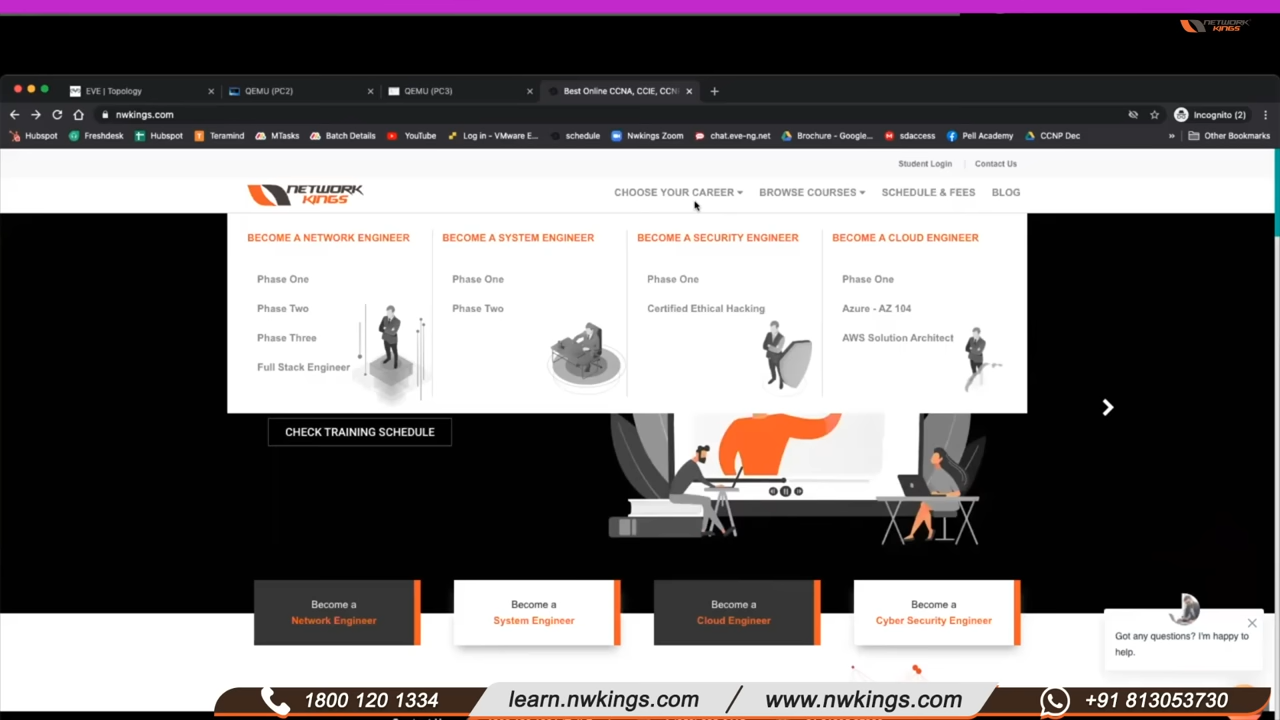 NETWORK
KINGS
EVE | Topology
QEMU (PC2)
QEMU (PC3)
Best Online CCNA, CCIE, CCN
nwkings.com
Incognito (2)
Hubspot
Freshdesk
Hubspot
Teramind
MTasks
Batch Details
YouTube
Log in - VMware E...
schedule
Nwkings Zoom
chat.eve-ng.net
Brochure - Google...
sdaccess
Pell Academy
CCNP Dec
»
Other Bookmarks
Student Login
Contact Us
NETWORK
KINGS
CHOOSE YOUR CAREER
BROWSE COURSES
SCHEDULE & FEES
BLOG
BECOME A NETWORK ENGINEER
Phase One
Phase Two
Phase Three
Full Stack Engineer
BECOME A SYSTEM ENGINEER
Phase One
Phase Two
BECOME A SECURITY ENGINEER
Phase One
Certified Ethical Hacking
BECOME A CLOUD ENGINEER
Phase One
Azure - AZ 104
AWS Solution Architect
CHECK TRAINING SCHEDULE
Become a
Network Engineer
Become a
System Engineer
Become a
Cloud Engineer
Become a
Cyber Security Engineer
Got any questions? I'm happy to
help.
1800 120 1334
learn.nwkings.com / www.nwkings.com
+91 813053730